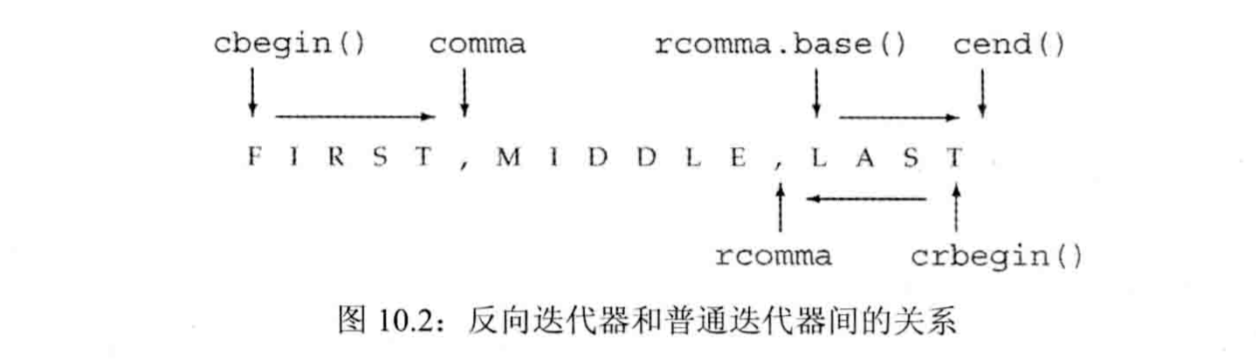 cbegin() comma rcomma.base() cend()
F I R S T , M I D D L E , L A S T
rcomma crbegin()
图 10.2：反向迭代器和普通迭代器间的关系